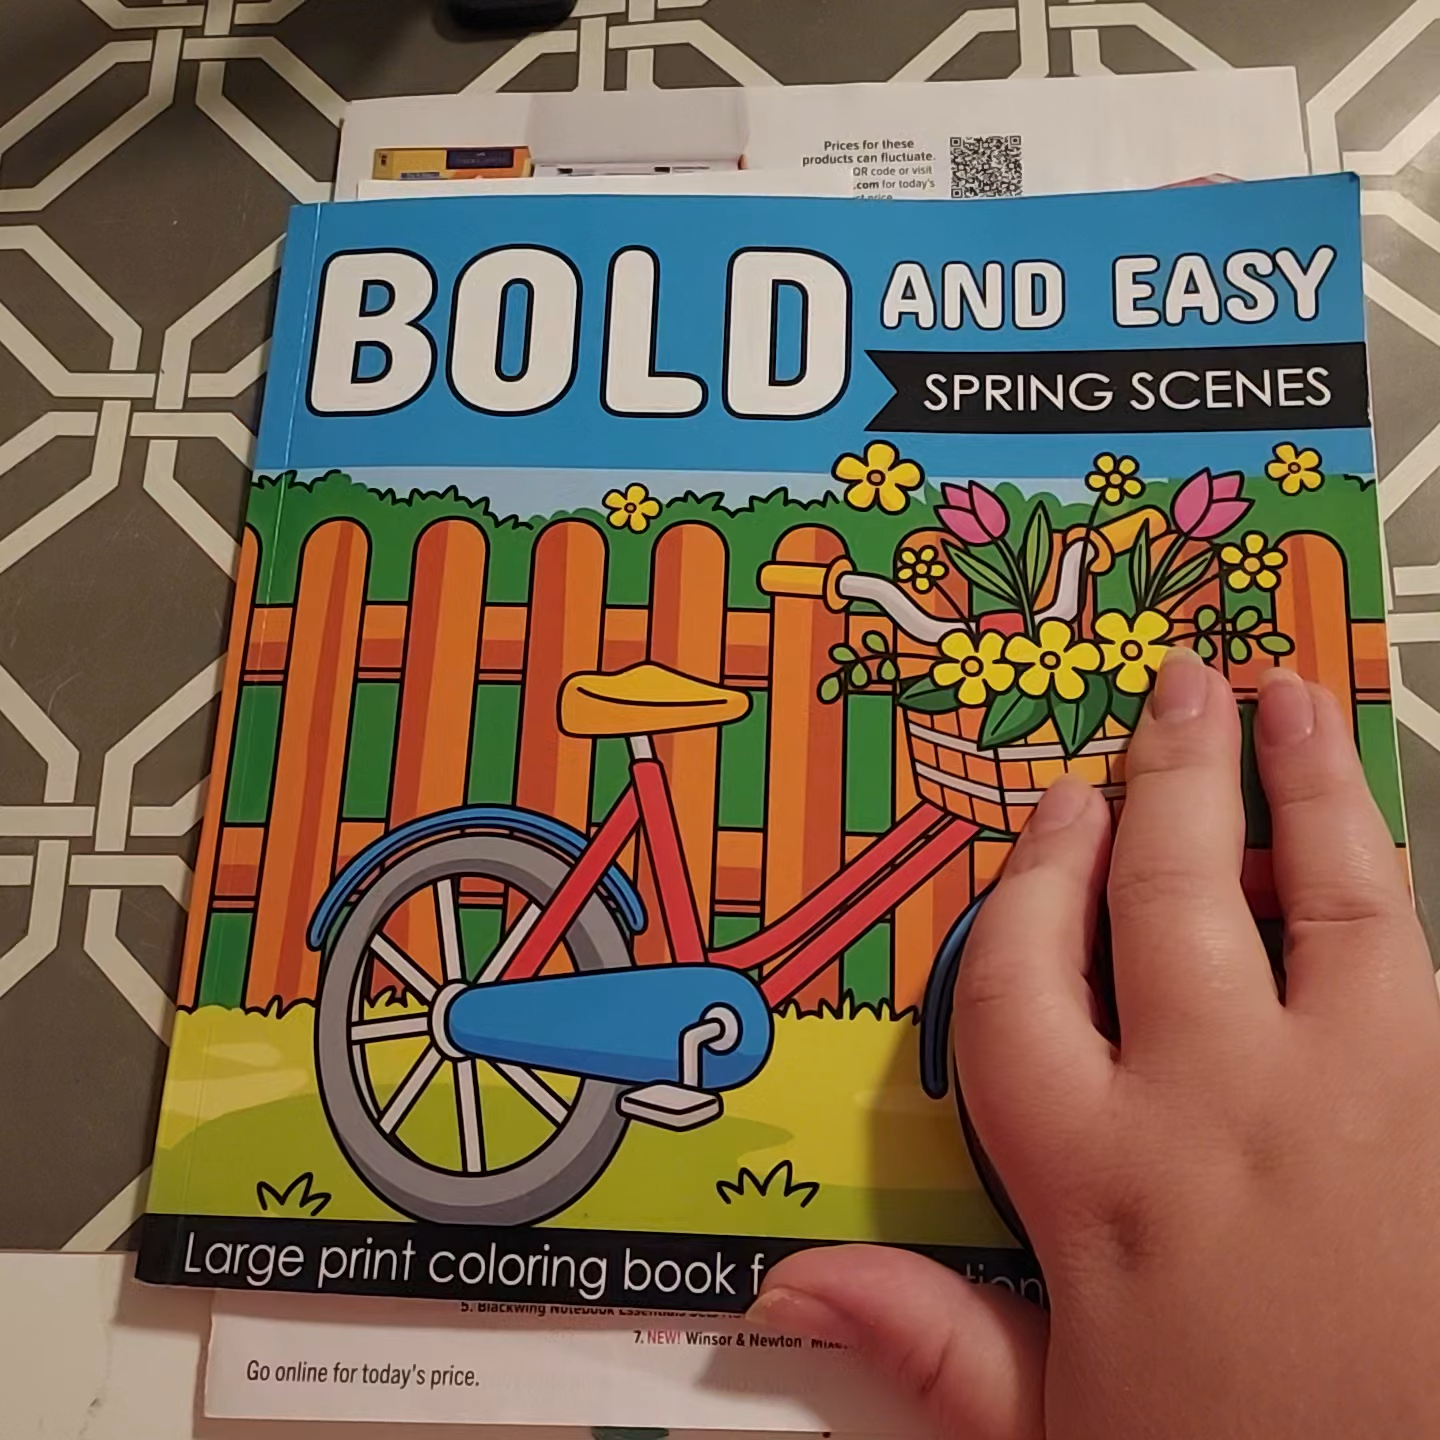 Prices for these
products can fluctuate.
QR code or visit
.com for today's
price
BOLD AND EASY
SPRING SCENES
Large print coloring book
5. Blackwing Notebook Essentials
7. NEW! Winsor & Newton
Go online for today's price.